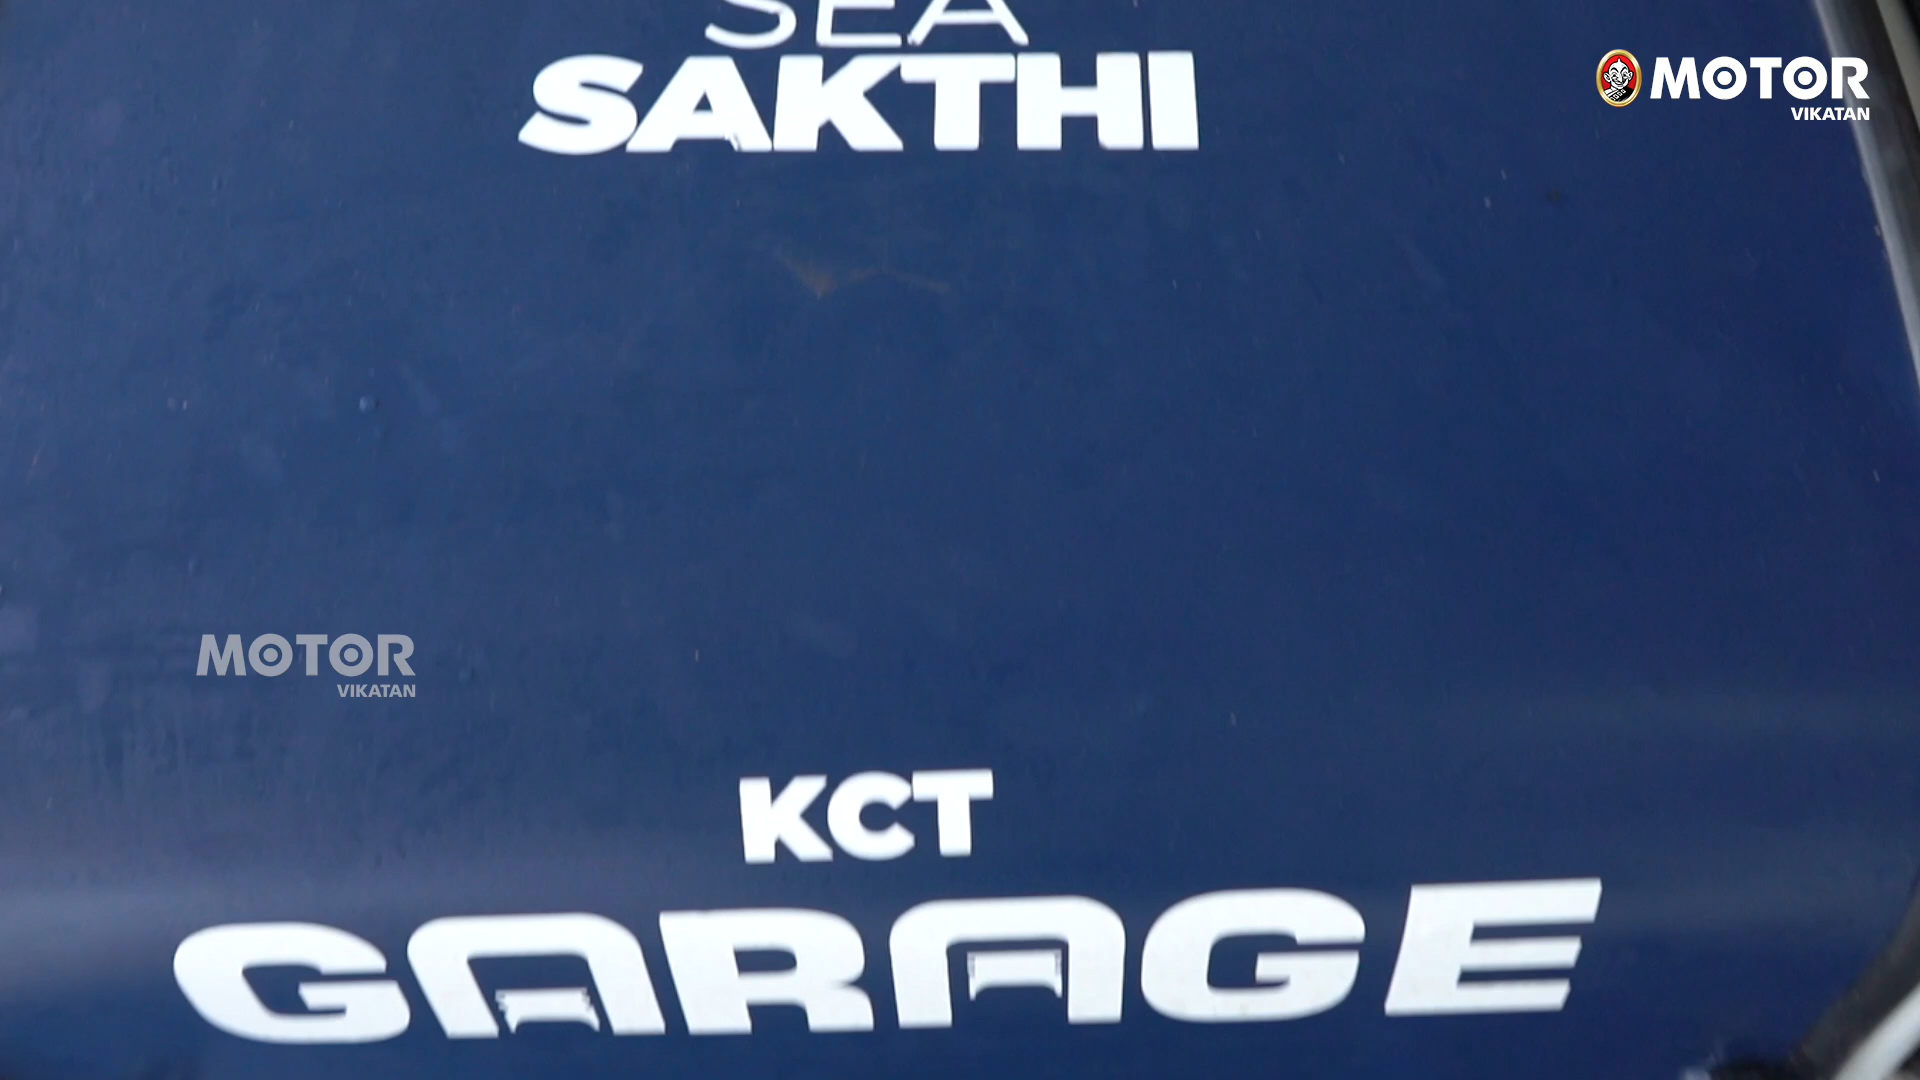 SEA
SAKTHI
MOTOR
VIKATAN
MOTOR
VIKATAN
KCT
GARAGE